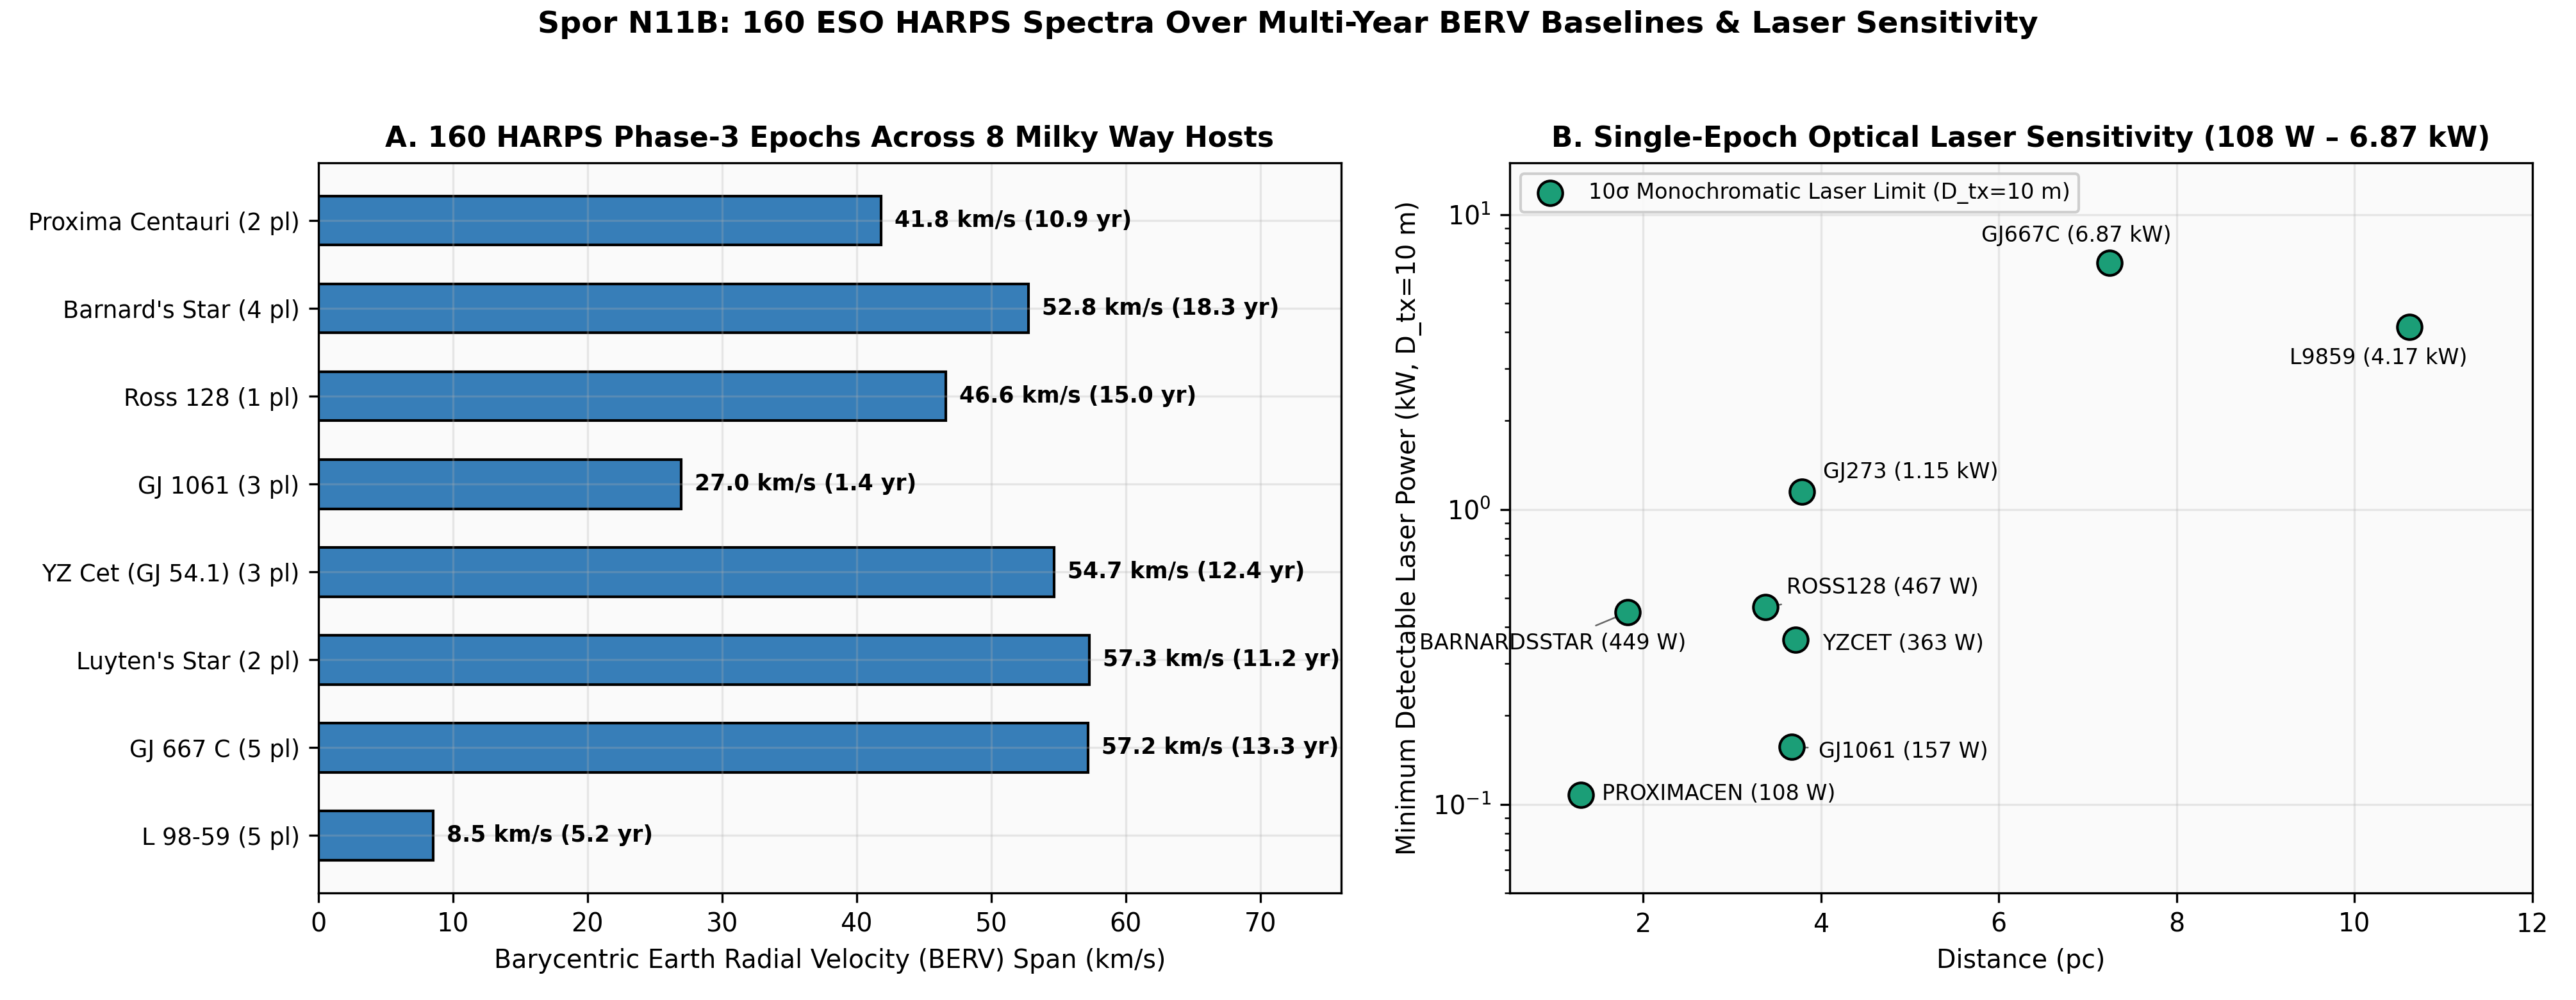 Spor N11B: 160 ESO HARPS Spectra Over Multi-Year BERV Baselines & Laser Sensitivity
A. 160 HARPS Phase-3 Epochs Across 8 Milky Way Hosts
Proxima Centauri (2 pl)
41.8 km/s (10.9 yr)
Barnard's Star (4 pl)
52.8 km/s (18.3 yr)
Ross 128 (1 pl)
46.6 km/s (15.0 yr)
GJ 1061 (3 pl)
27.0 km/s (1.4 yr)
YZ Cet (GJ 54.1) (3 pl)
54.7 km/s (12.4 yr)
Luyten's Star (2 pl)
57.3 km/s (11.2 yr)
GJ 667 C (5 pl)
57.2 km/s (13.3 yr)
L 98-59 (5 pl)
8.5 km/s (5.2 yr)
0 10 20 30 40 50 60 70
Barycentric Earth Radial Velocity (BERV) Span (km/s)
B. Single-Epoch Optical Laser Sensitivity (108 W – 6.87 kW)
10σ Monochromatic Laser Limit (D_tx=10 m)
Minimum Detectable Laser Power (kW, D_tx=10 m)
10¹
10⁰
10⁻¹
GJ667C (6.87 kW)
L9859 (4.17 kW)
GJ273 (1.15 kW)
ROSS128 (467 W)
BARNARDSSTAR (449 W)
YZCET (363 W)
GJ1061 (157 W)
PROXIMACEN (108 W)
2 4 6 8 10 12
Distance (pc)